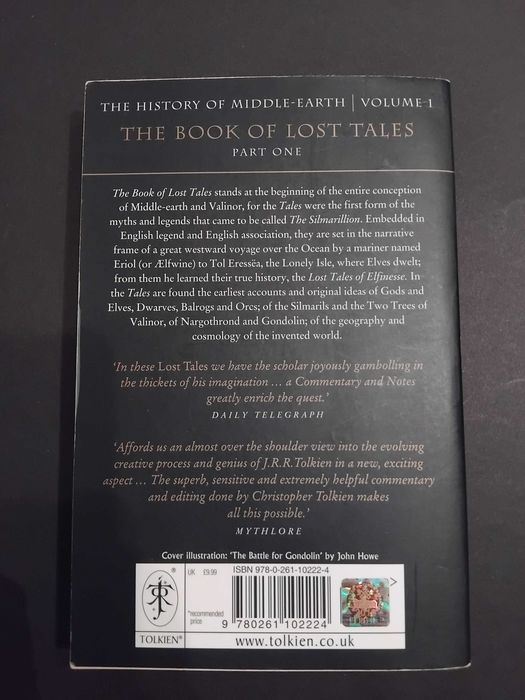 THE HISTORY OF MIDDLE-EARTH | VOLUME 1
THE BOOK OF LOST TALES
PART ONE
The Book of Lost Tales stands at the beginning of the entire conception
of Middle-earth and Valinor, for the Tales were the first form of the
myths and legends that came to be called The Silmarillion. Embedded in
English legend and English association, they are set in the narrative
frame of a great westward voyage over the Ocean by a mariner named
Eriol (or Ælfwine) to Tol Eressëa, the Lonely Isle, where Elves dwelt;
from them he learned their true history, the Lost Tales of Elfinesse. In
the Tales are found the earliest accounts and original ideas of Gods and
Elves, Dwarves, Balrogs and Orcs; of the Silmarils and the Two Trees of
Valinor, of Nargothrond and Gondolin; of the geography and
cosmology of the invented world.
‘In these Lost Tales we have the scholar joyously gambolling in
the thickets of his imagination … a Commentary and Notes
greatly enrich the quest.’
DAILY TELEGRAPH
‘Affords us an almost over the shoulder view into the evolving
creative process and genius of J.R.R.Tolkien in a new, exciting
aspect … The superb, sensitive and extremely helpful commentary
and editing done by Christopher Tolkien makes
all this possible.’
MYTHLORE
Cover illustration: ‘The Battle for Gondolin’ by John Howe
UK £9.99
ISBN 978-0-261-10222-4
*recommended
price
9 780261 102224 >
TOLKIEN®
www.tolkien.co.uk